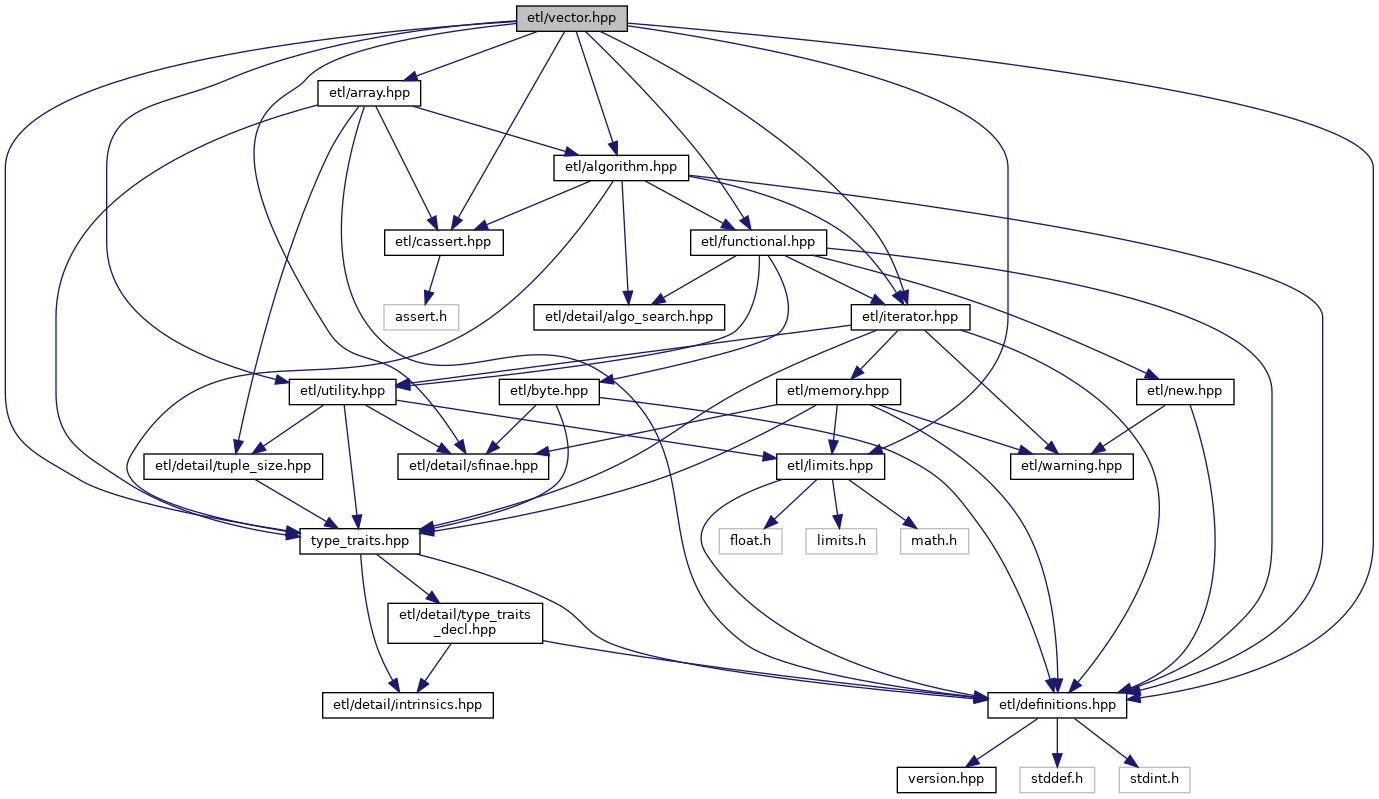 etl/vector.hpp
etl/array.hpp
etl/algorithm.hpp
etl/cassert.hpp
etl/functional.hpp
assert.h
etl/detail/algo_search.hpp
etl/iterator.hpp
etl/utility.hpp
etl/byte.hpp
etl/memory.hpp
etl/new.hpp
etl/detail/tuple_size.hpp
etl/detail/sfinae.hpp
etl/limits.hpp
etl/warning.hpp
type_traits.hpp
float.h
limits.h
math.h
etl/detail/type_traits
_decl.hpp
etl/detail/intrinsics.hpp
etl/definitions.hpp
version.hpp
stddef.h
stdint.h